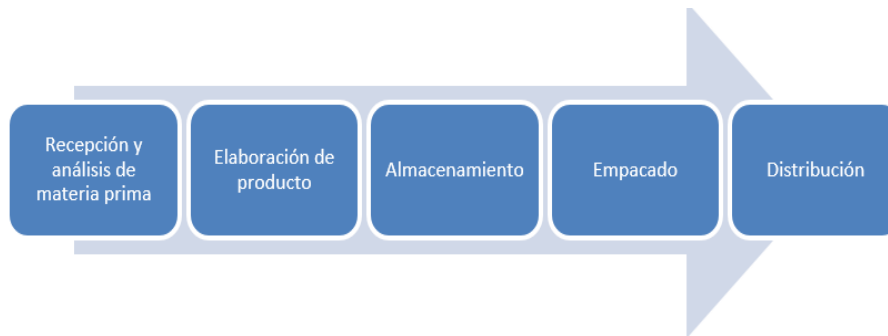 Recepción y
análisis de
materia prima
Elaboración de
producto
Almacenamiento
Empacado
Distribución